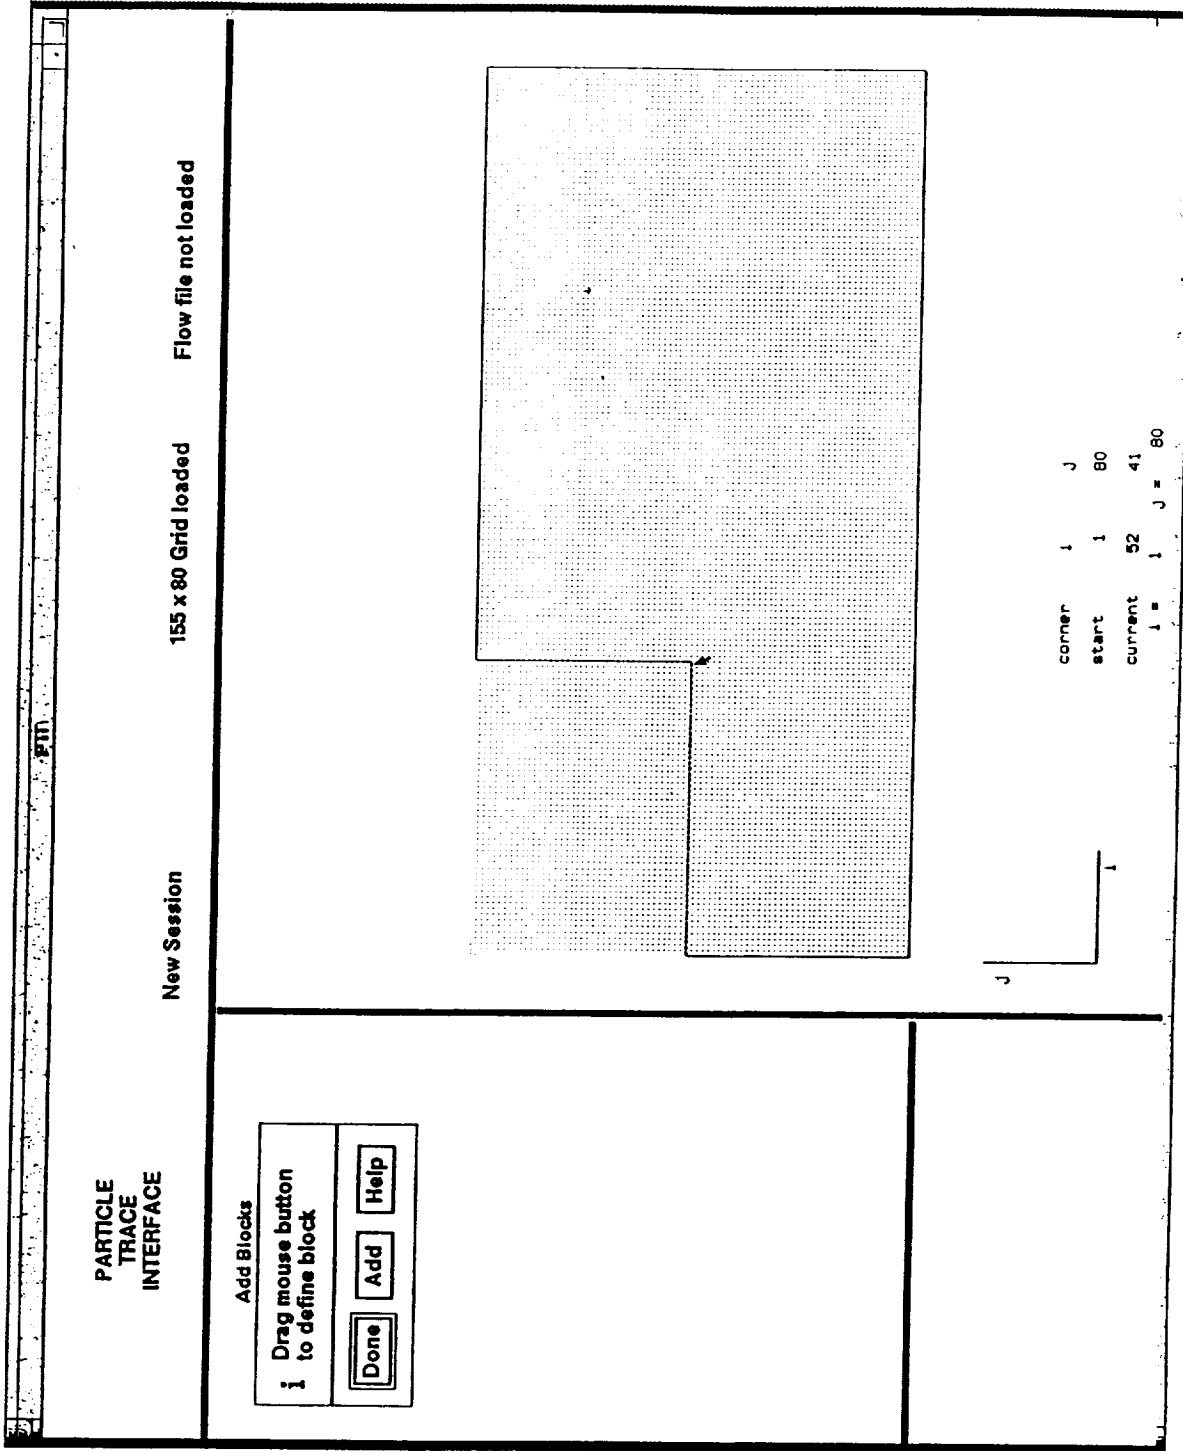 PTI
PARTICLE
TRACE
INTERFACE
New Session
155 x 80 Grid loaded
Flow file not loaded
Add Blocks
i Drag mouse button
to define block
Done Add Help
J
i
corner i J
start 1 80
current 52 41
i = 1 J = 80